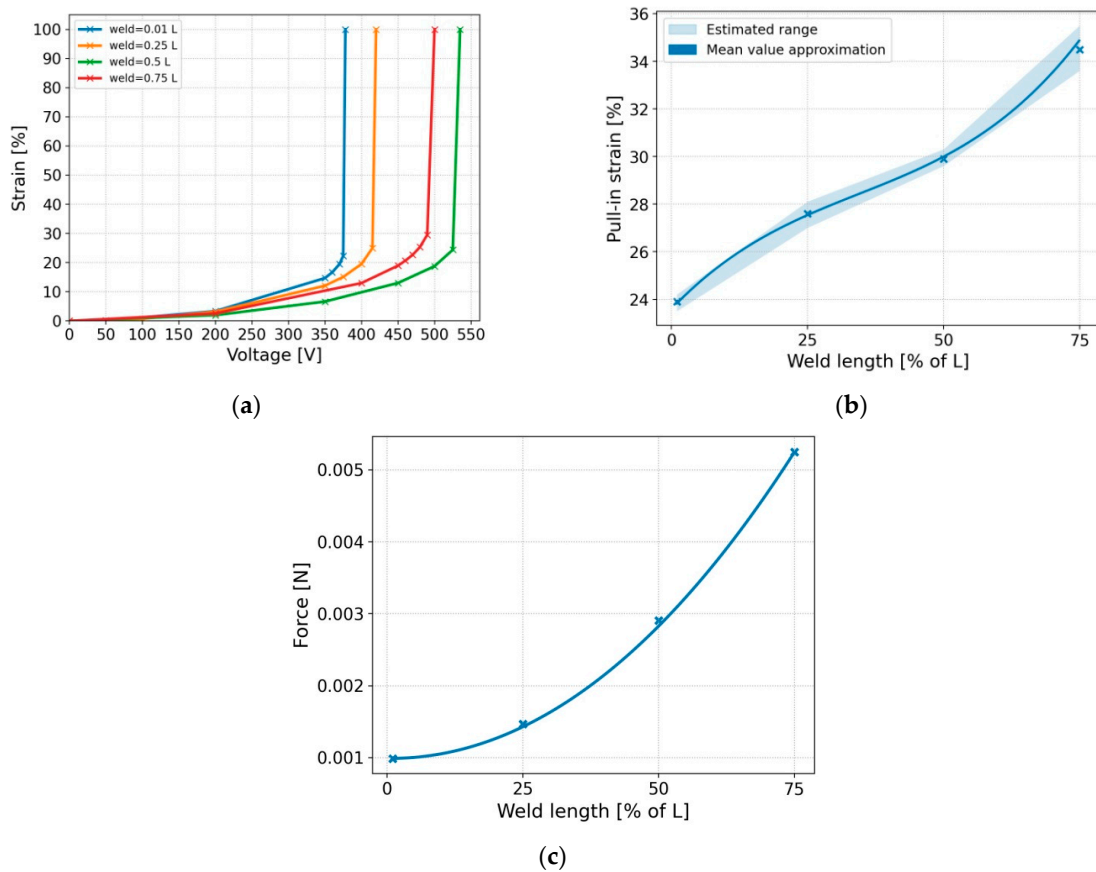 100
90
80
70
60
50
40
30
20
10
0
Strain [%]
weld=0.01 L
weld=0.25 L
weld=0.5 L
weld=0.75 L
0 50 100 150 200 250 300 350 400 450 500 550
Voltage [V]
(a)
36
34
32
30
28
26
24
Pull-in strain [%]
Estimated range
Mean value approximation
0 25 50 75
Weld length [% of L]
(b)
0.005
0.004
0.003
0.002
0.001
Force [N]
0 25 50 75
Weld length [% of L]
(c)